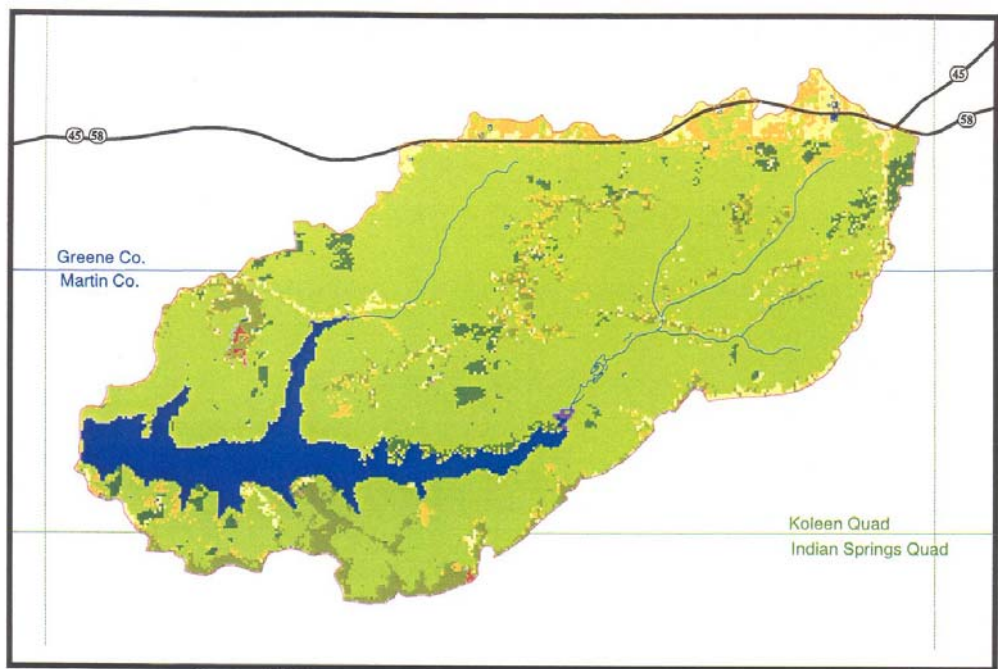 45
45 58
58
Greene Co.
Martin Co.
Koleen Quad
Indian Springs Quad